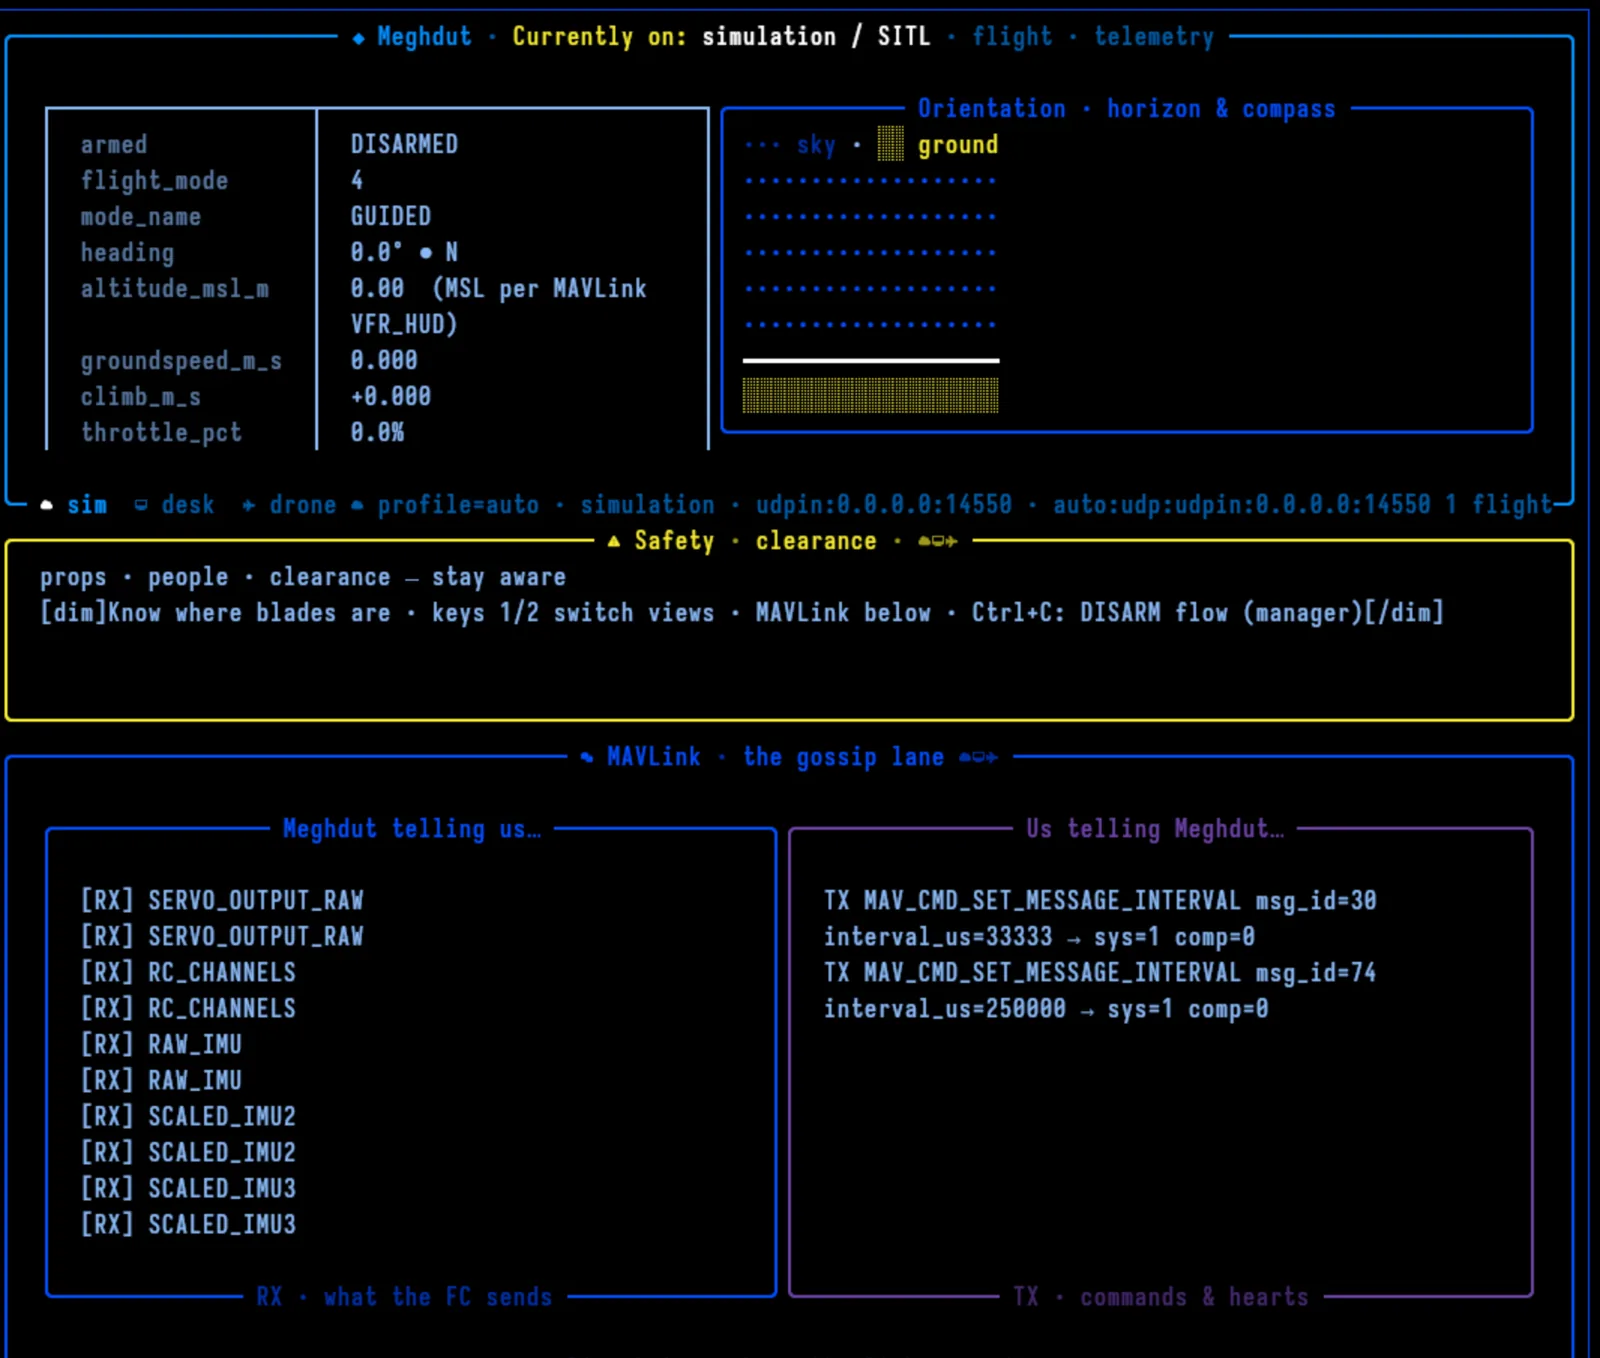 ◆ Meghdut · Currently on: simulation / SITL · flight · telemetry
armed DISARMED
flight_mode 4
mode_name GUIDED
heading 0.0° ● N
altitude_msl_m 0.00 (MSL per MAVLink
VFR_HUD)
groundspeed_m_s 0.000
climb_m_s +0.000
throttle_pct 0.0%
Orientation · horizon & compass
··· sky · ▒▒ ground
sim desk drone profile=auto · simulation · udpin:0.0.0.0:14550 · auto:udp:udpin:0.0.0.0:14550 1 flight
▲ Safety · clearance ·
props · people · clearance — stay aware
[dim]Know where blades are · keys 1/2 switch views · MAVLink below · Ctrl+C: DISARM flow (manager)[/dim]
MAVLink · the gossip lane
Meghdut telling us…
[RX] SERVO_OUTPUT_RAW
[RX] SERVO_OUTPUT_RAW
[RX] RC_CHANNELS
[RX] RC_CHANNELS
[RX] RAW_IMU
[RX] RAW_IMU
[RX] SCALED_IMU2
[RX] SCALED_IMU2
[RX] SCALED_IMU3
[RX] SCALED_IMU3
RX · what the FC sends
Us telling Meghdut…
TX MAV_CMD_SET_MESSAGE_INTERVAL msg_id=30
interval_us=33333 → sys=1 comp=0
TX MAV_CMD_SET_MESSAGE_INTERVAL msg_id=74
interval_us=250000 → sys=1 comp=0
TX · commands & hearts